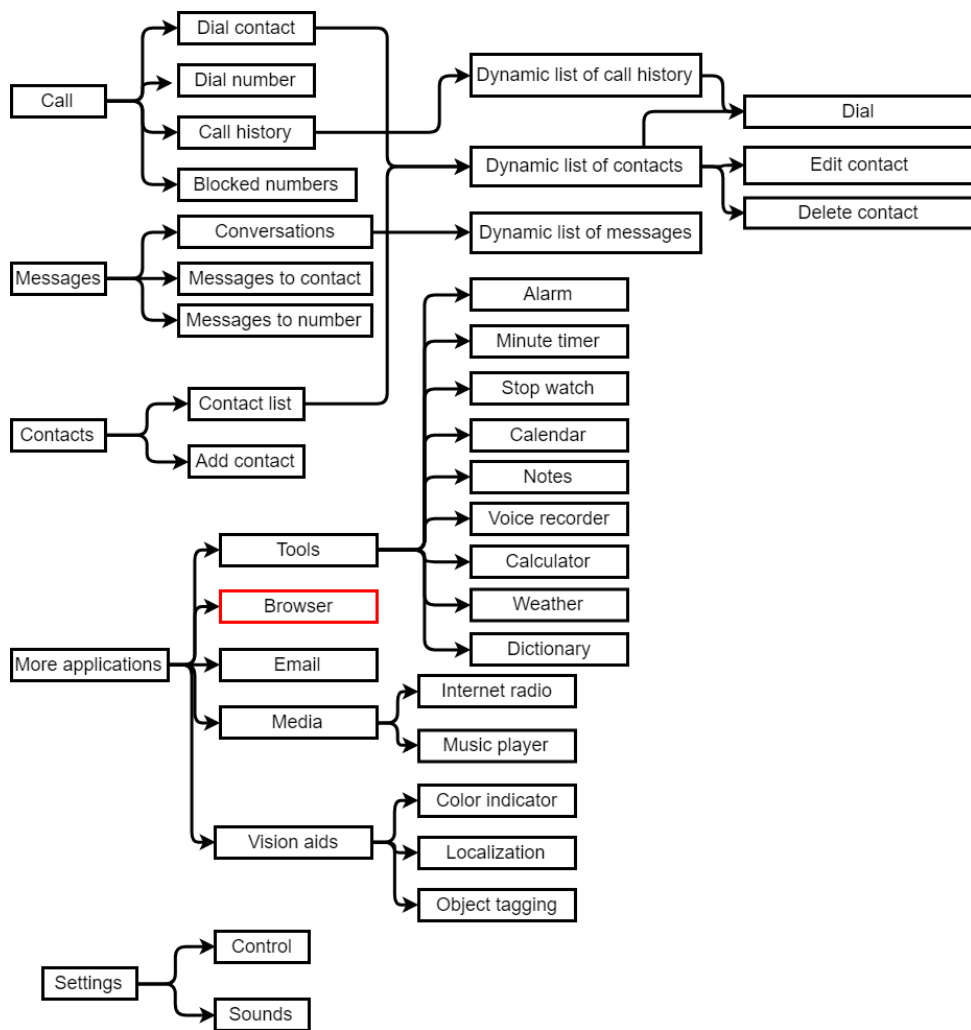 Call
Dial contact
Dial number
Call history
Blocked numbers
Dynamic list of call history
Dynamic list of contacts
Dial
Edit contact
Delete contact
Messages
Conversations
Messages to contact
Messages to number
Dynamic list of messages
Contacts
Contact list
Add contact
More applications
Tools
Browser
Email
Media
Vision aids
Alarm
Minute timer
Stop watch
Calendar
Notes
Voice recorder
Calculator
Weather
Dictionary
Internet radio
Music player
Color indicator
Localization
Object tagging
Settings
Control
Sounds